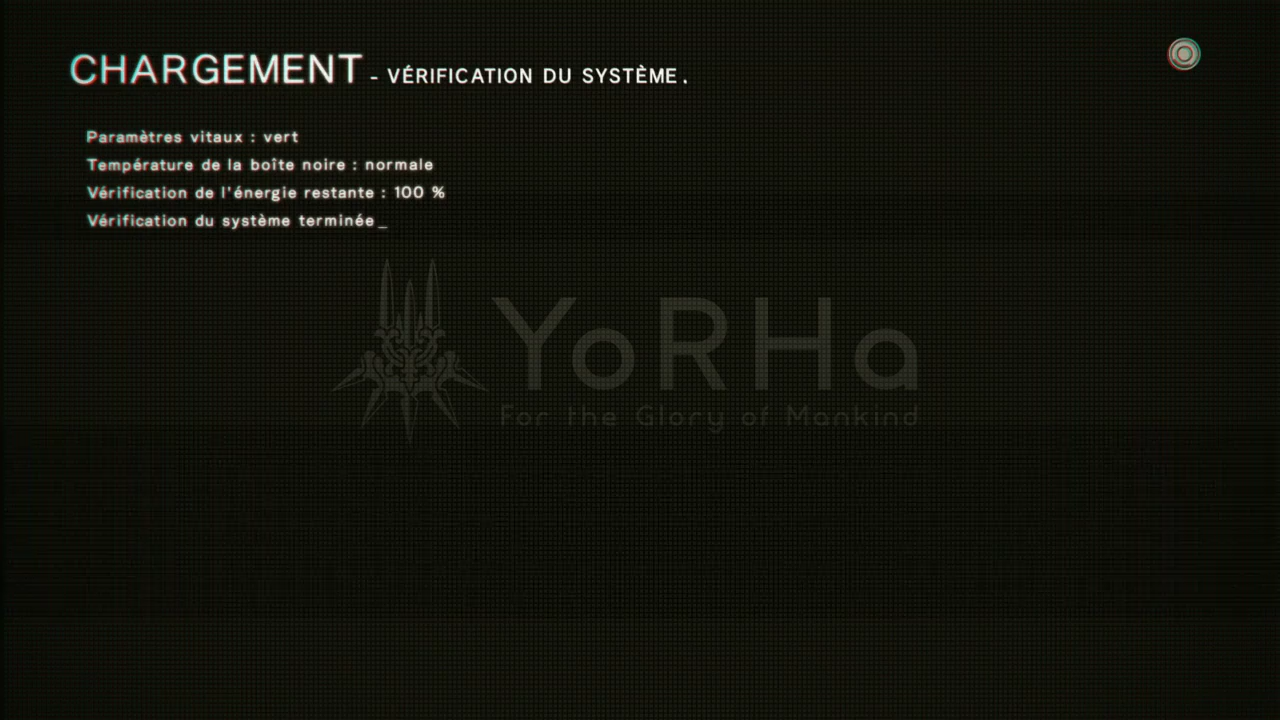 CHARGEMENT - VÉRIFICATION DU SYSTÈME.
Paramètres vitaux : vert
Température de la boîte noire : normale
Vérification de l'énergie restante : 100 %
Vérification du système terminée_
YoRHa
For the Glory of Mankind